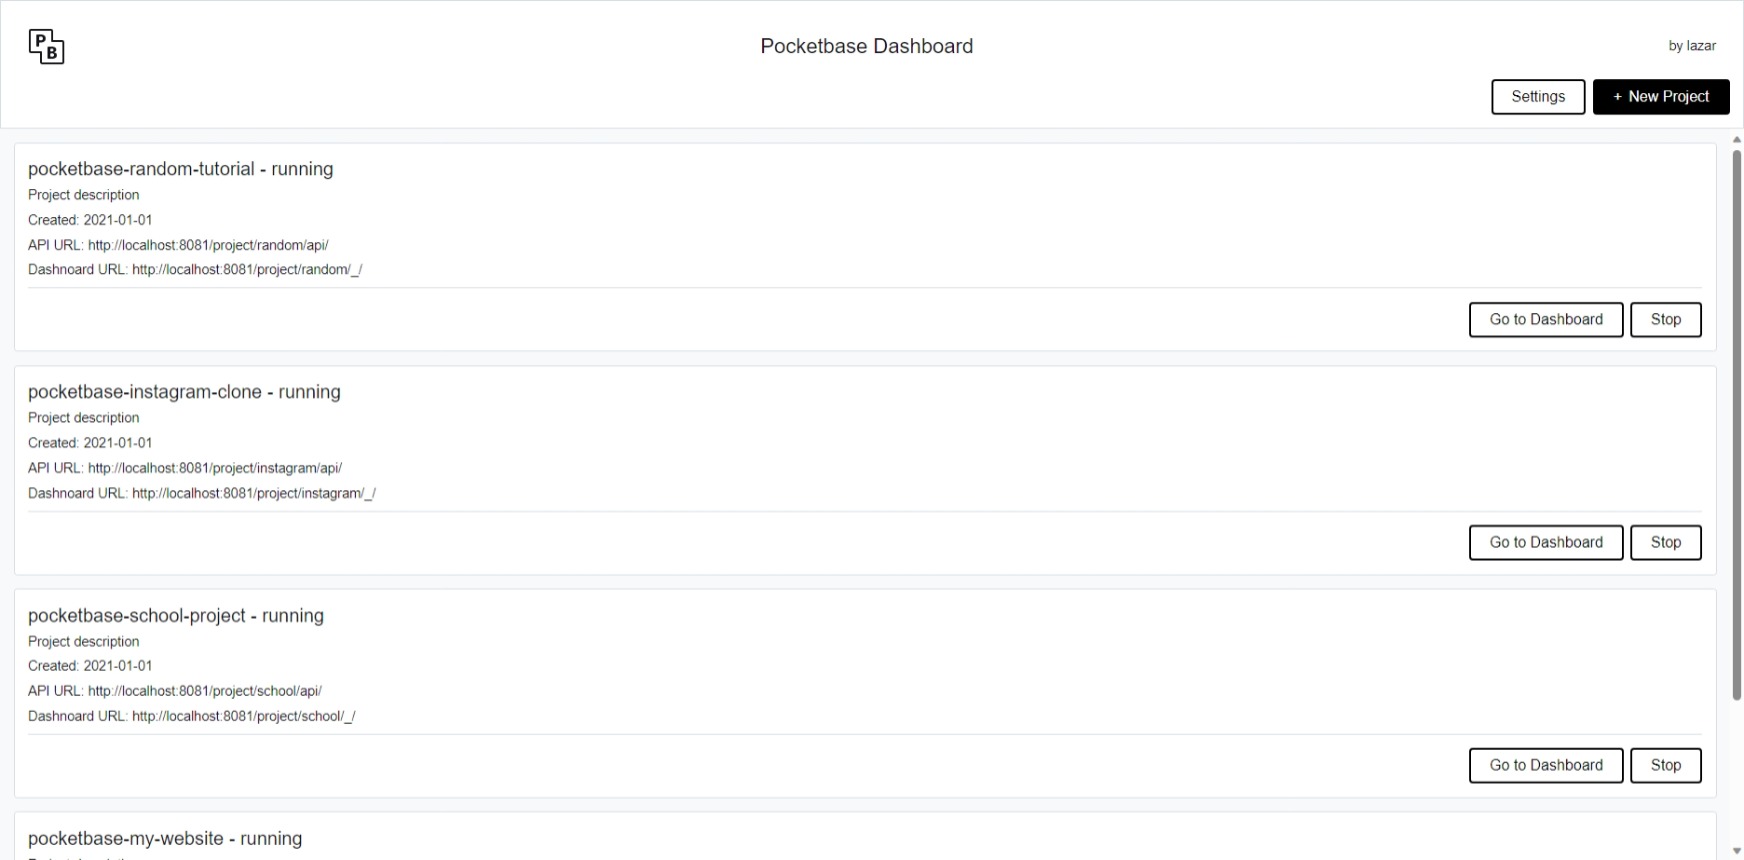 P
B
Pocketbase Dashboard
by lazar
Settings
+ New Project
pocketbase-random-tutorial - running
Project description
Created: 2021-01-01
API URL: http://localhost:8081/project/random/api/
Dashnoard URL: http://localhost:8081/project/random/_/
Go to Dashboard
Stop
pocketbase-instagram-clone - running
Project description
Created: 2021-01-01
API URL: http://localhost:8081/project/instagram/api/
Dashnoard URL: http://localhost:8081/project/instagram/_/
Go to Dashboard
Stop
pocketbase-school-project - running
Project description
Created: 2021-01-01
API URL: http://localhost:8081/project/school/api/
Dashnoard URL: http://localhost:8081/project/school/_/
Go to Dashboard
Stop
pocketbase-my-website - running